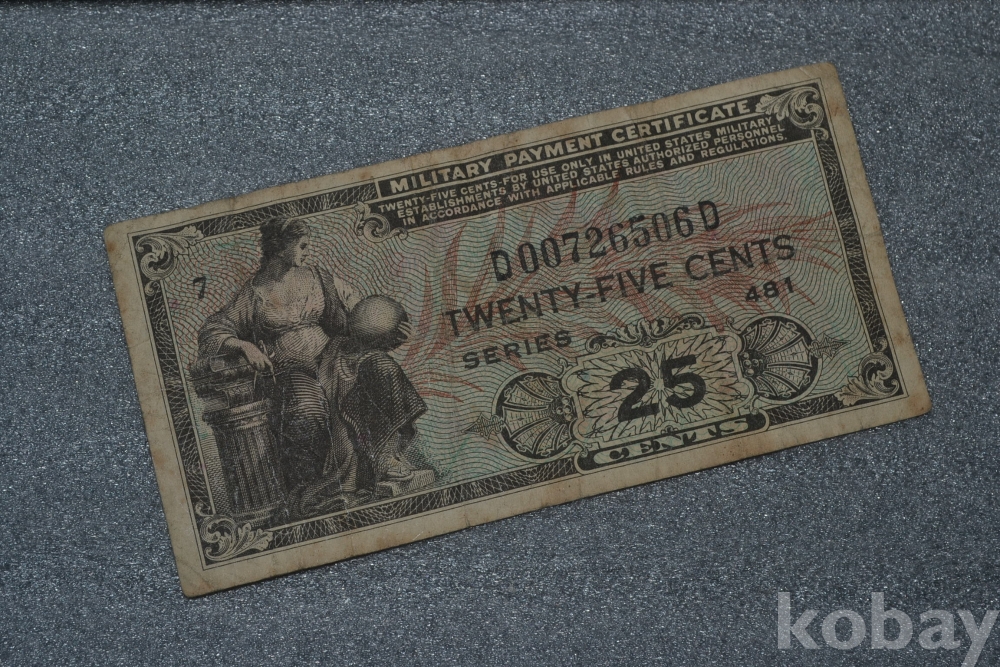 MILITARY PAYMENT CERTIFICATE
TWENTY-FIVE CENTS-FOR USE ONLY IN UNITED STATES MILITARY
ESTABLISHMENTS BY UNITED STATES AUTHORIZED PERSONNEL
IN ACCORDANCE WITH APPLICABLE RULES AND REGULATIONS.
7
D00726506D
TWENTY-FIVE CENTS
SERIES 481
25
CENTS
kobay